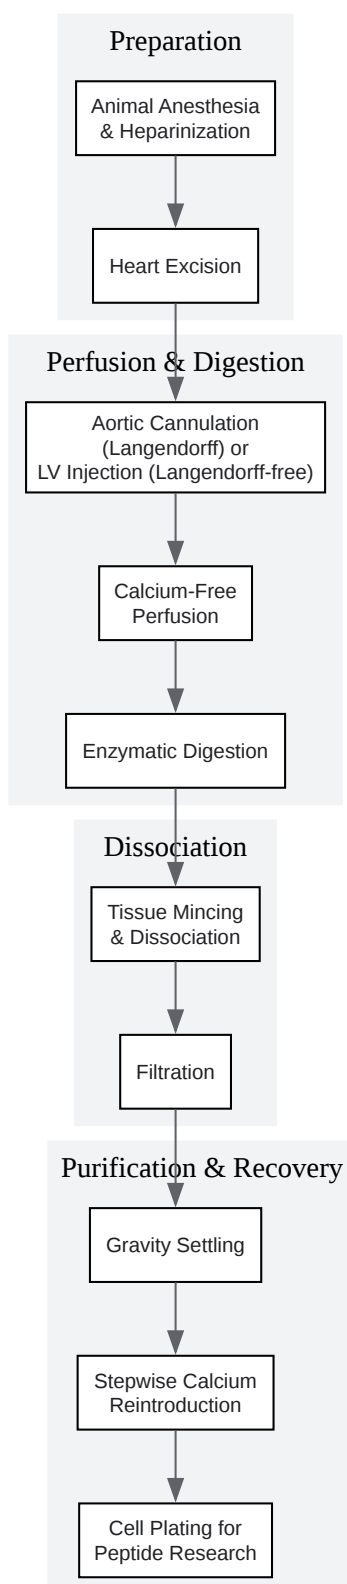 Preparation
Animal Anesthesia
& Heparinization
Heart Excision
Perfusion & Digestion
Aortic Cannulation
(Langendorff) or
LV Injection (Langendorff-free)
Calcium-Free
Perfusion
Enzymatic Digestion
Dissociation
Tissue Mincing
& Dissociation
Filtration
Purification & Recovery
Gravity Settling
Stepwise Calcium
Reintroduction
Cell Plating for
Peptide Research